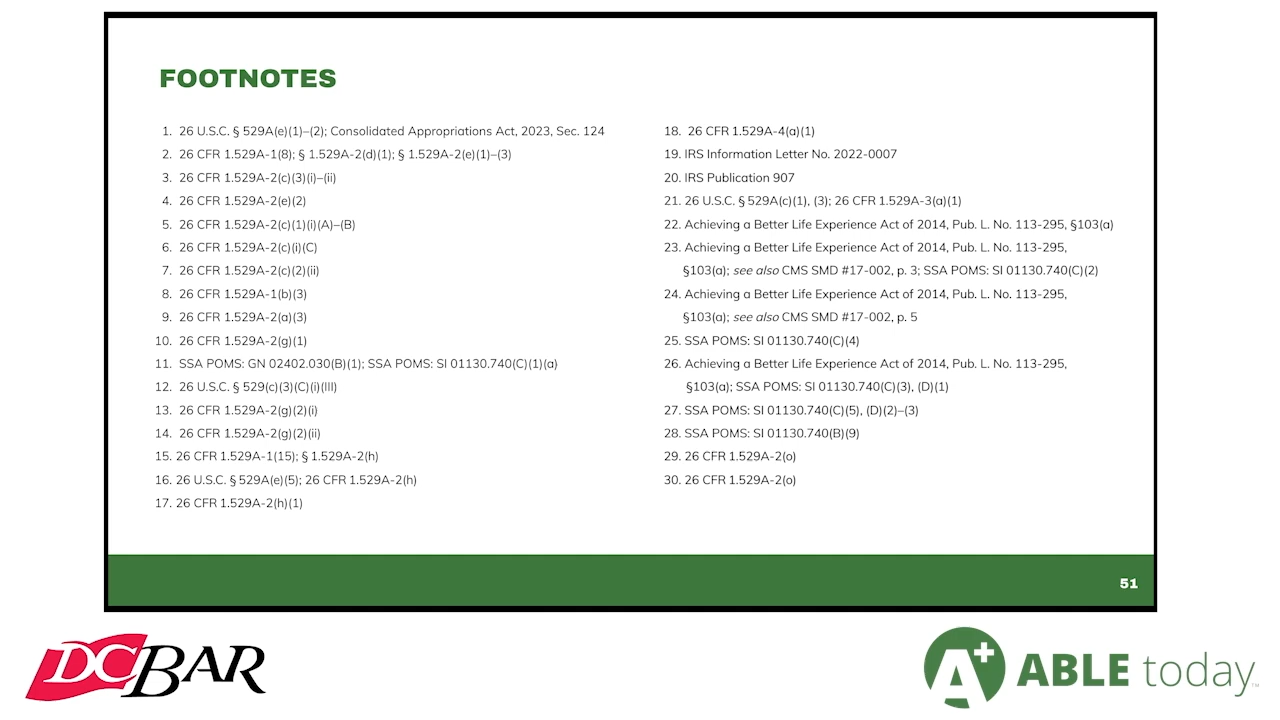 FOOTNOTES
1. 26 U.S.C. § 529A(e)(1)–(2); Consolidated Appropriations Act, 2023, Sec. 124
2. 26 CFR 1.529A-1(8); § 1.529A-2(d)(1); § 1.529A-2(e)(1)–(3)
3. 26 CFR 1.529A-2(c)(3)(i)–(ii)
4. 26 CFR 1.529A-2(e)(2)
5. 26 CFR 1.529A-2(c)(1)(i)(A)–(B)
6. 26 CFR 1.529A-2(c)(i)(C)
7. 26 CFR 1.529A-2(c)(2)(ii)
8. 26 CFR 1.529A-1(b)(3)
9. 26 CFR 1.529A-2(a)(3)
10. 26 CFR 1.529A-2(g)(1)
11. SSA POMS: GN 02402.030(B)(1); SSA POMS: SI 01130.740(C)(1)(a)
12. 26 U.S.C. § 529(c)(3)(C)(i)(III)
13. 26 CFR 1.529A-2(g)(2)(i)
14. 26 CFR 1.529A-2(g)(2)(ii)
15. 26 CFR 1.529A-1(15); § 1.529A-2(h)
16. 26 U.S.C. § 529A(e)(5); 26 CFR 1.529A-2(h)
17. 26 CFR 1.529A-2(h)(1)
18. 26 CFR 1.529A-4(a)(1)
19. IRS Information Letter No. 2022-0007
20. IRS Publication 907
21. 26 U.S.C. § 529A(c)(1), (3); 26 CFR 1.529A-3(a)(1)
22. Achieving a Better Life Experience Act of 2014, Pub. L. No. 113-295, §103(a)
23. Achieving a Better Life Experience Act of 2014, Pub. L. No. 113-295,
§103(a); see also CMS SMD #17-002, p. 3; SSA POMS: SI 01130.740(C)(2)
24. Achieving a Better Life Experience Act of 2014, Pub. L. No. 113-295,
§103(a); see also CMS SMD #17-002, p. 5
25. SSA POMS: SI 01130.740(C)(4)
26. Achieving a Better Life Experience Act of 2014, Pub. L. No. 113-295,
§103(a); SSA POMS: SI 01130.740(C)(3), (D)(1)
27. SSA POMS: SI 01130.740(C)(5), (D)(2)–(3)
28. SSA POMS: SI 01130.740(B)(9)
29. 26 CFR 1.529A-2(o)
30. 26 CFR 1.529A-2(o)
51
DC BAR
A+ ABLE today™